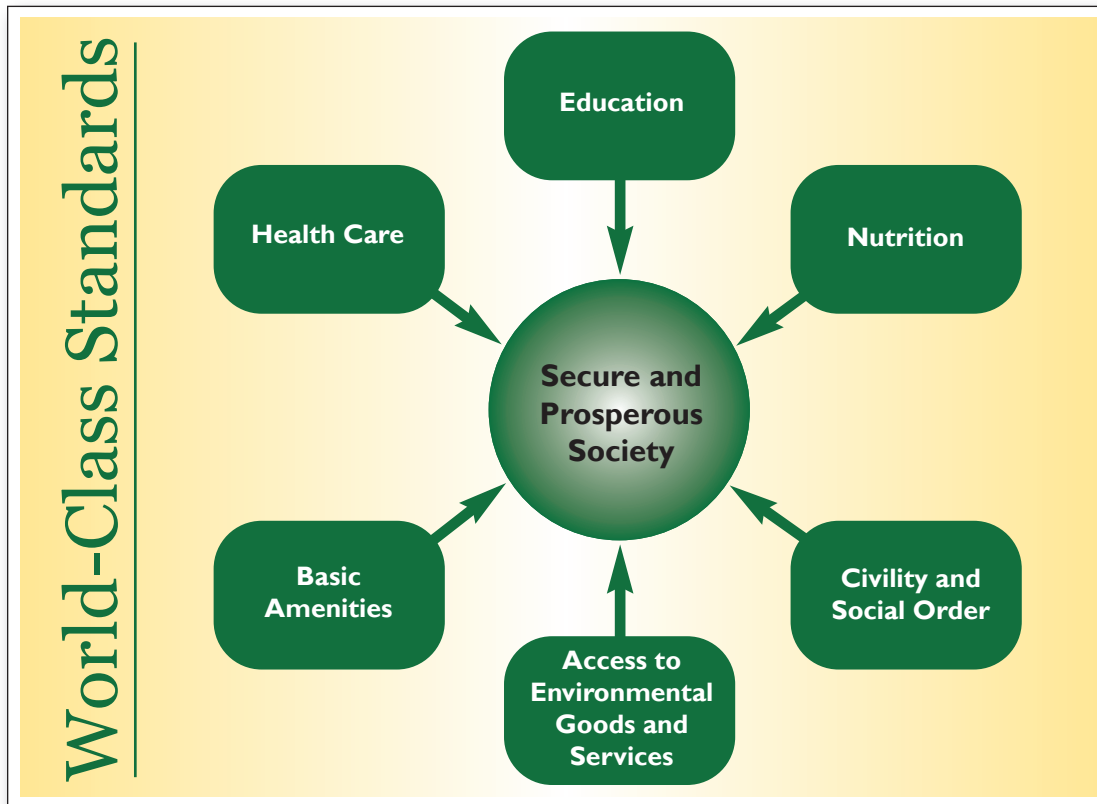 World-Class Standards
Education
Health Care
Nutrition
Secure and
Prosperous
Society
Basic
Amenities
Civility and
Social Order
Access to
Environmental
Goods and
Services